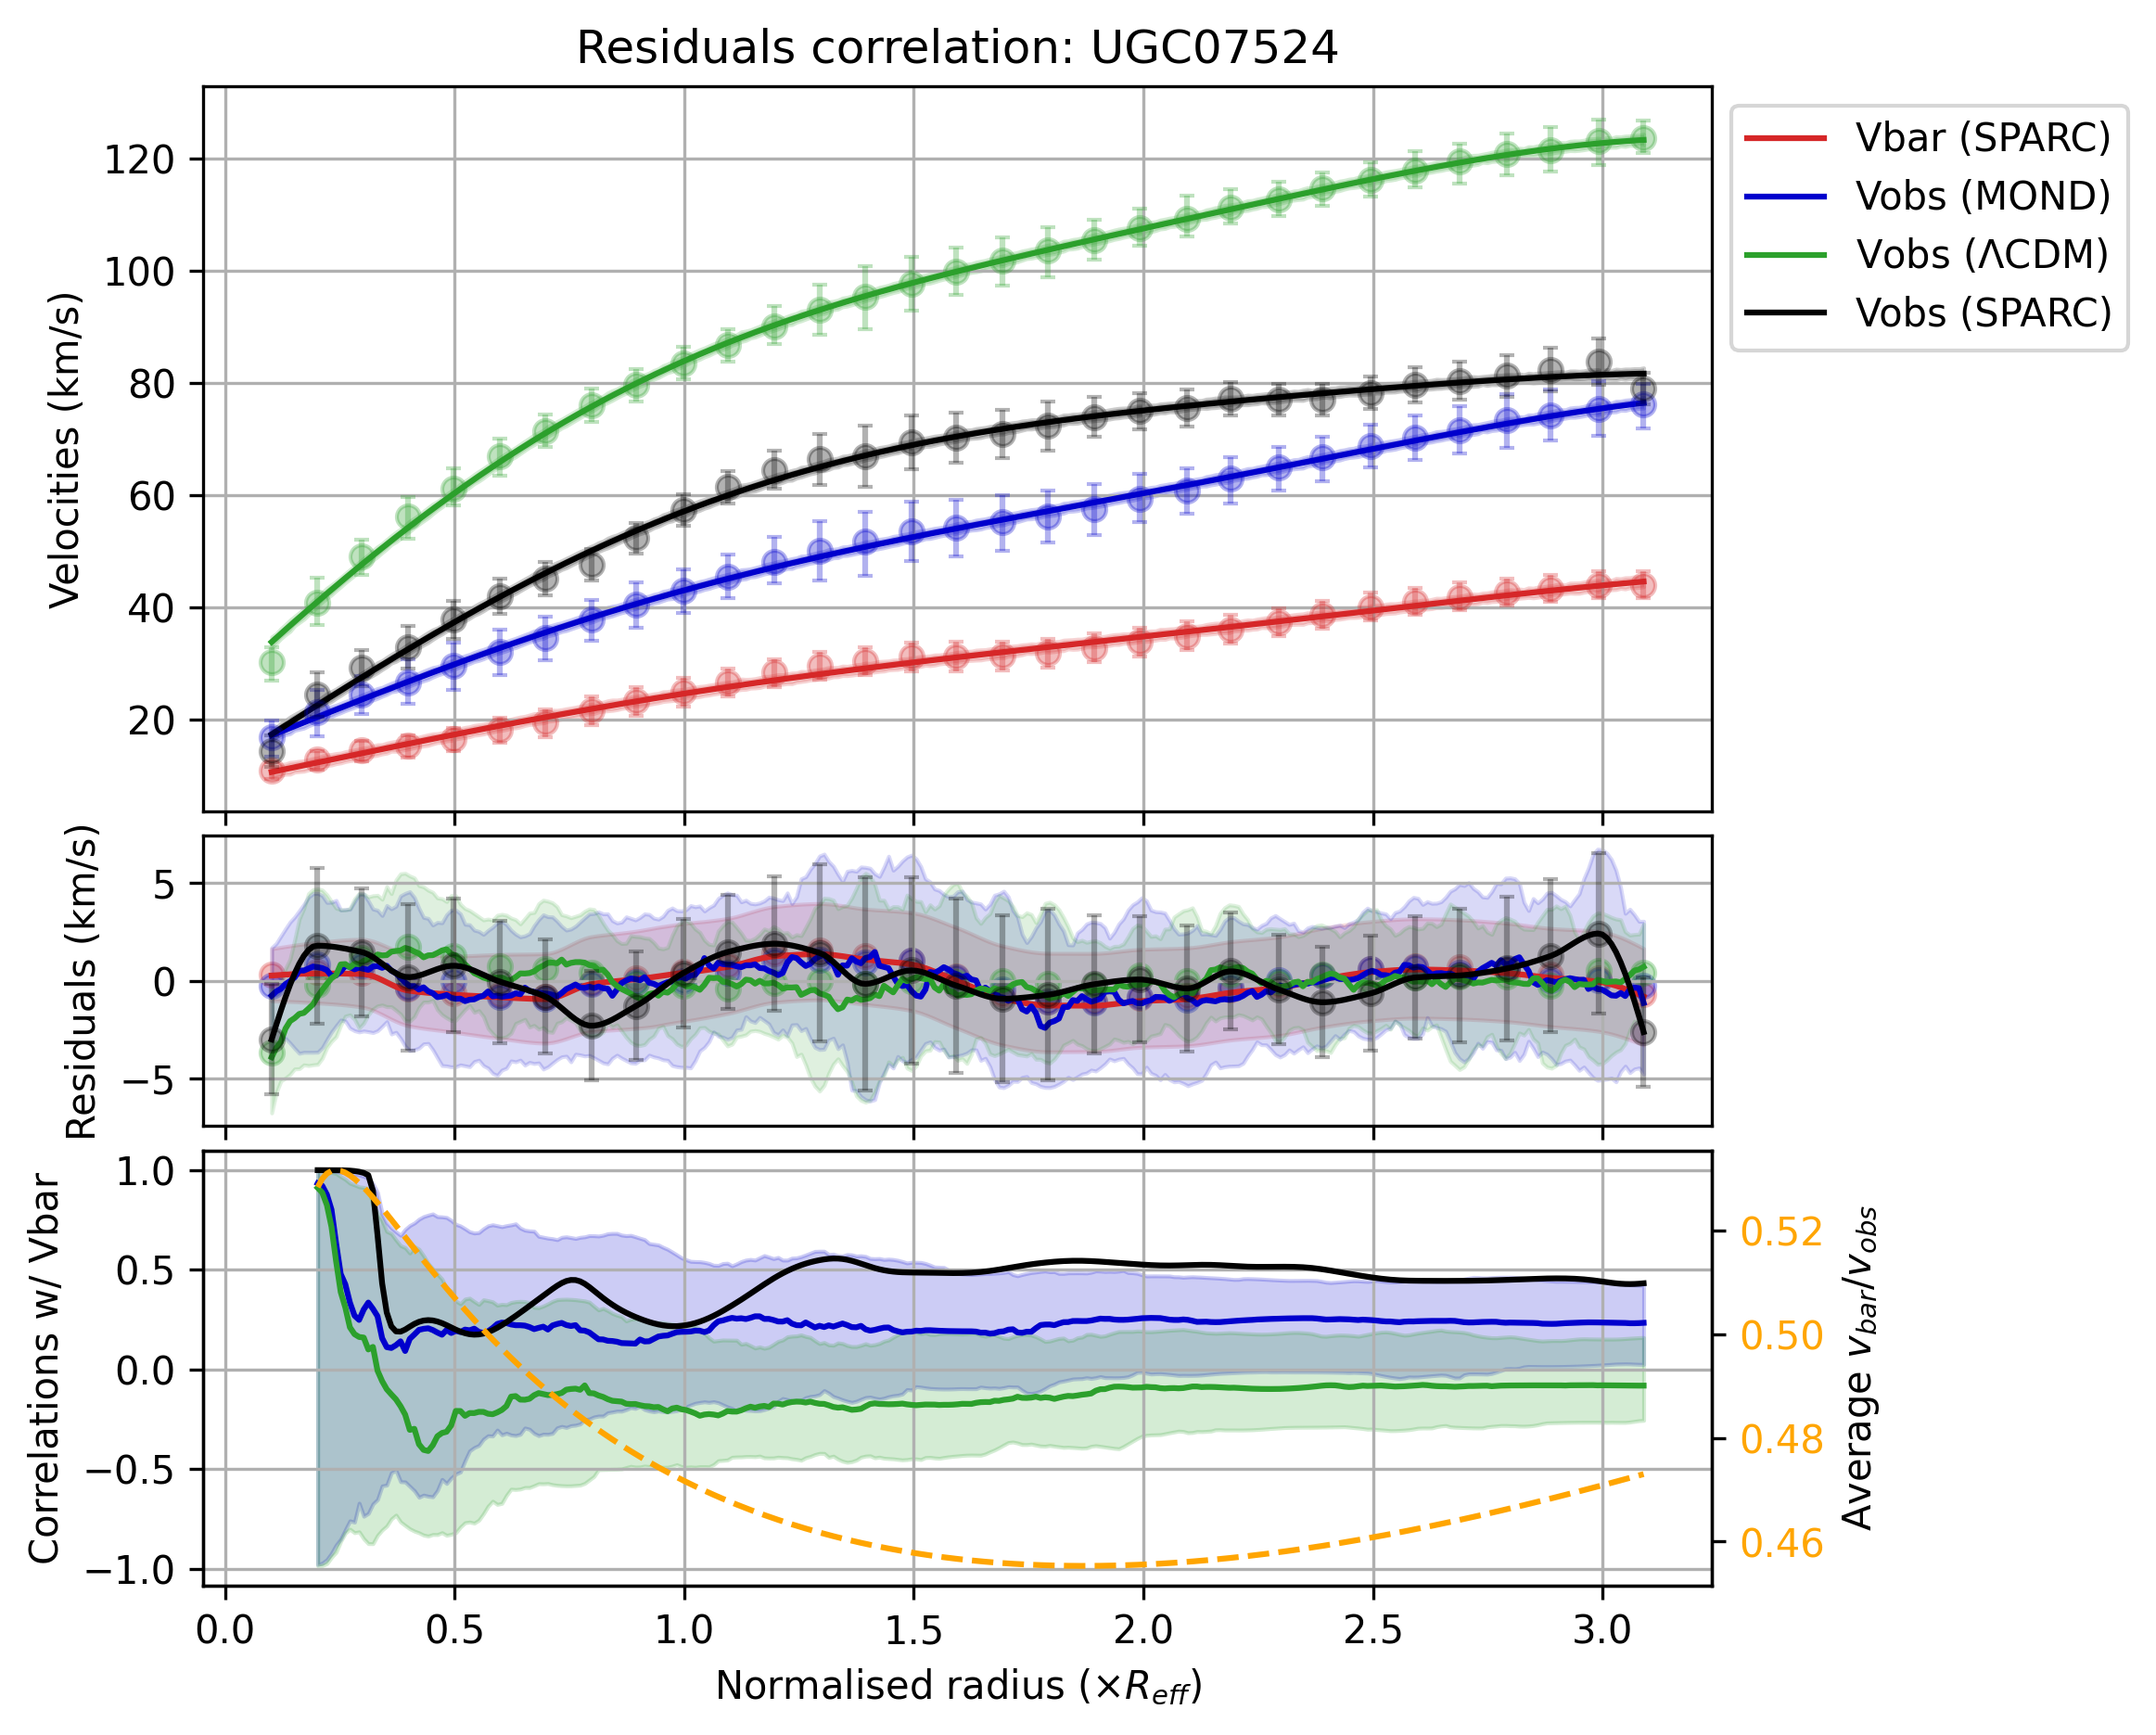 Residuals correlation: UGC07524
Velocities (km/s)
120
100
80
60
40
20
Vbar (SPARC)
Vobs (MOND)
Vobs (ΛCDM)
Vobs (SPARC)
Residuals (km/s)
5
0
−5
Correlations w/ Vbar
1.0
0.5
0.0
−0.5
−1.0
0.52
0.50
0.48
0.46
Average v_bar/v_obs
0.0 0.5 1.0 1.5 2.0 2.5 3.0
Normalised radius (×R_eff)